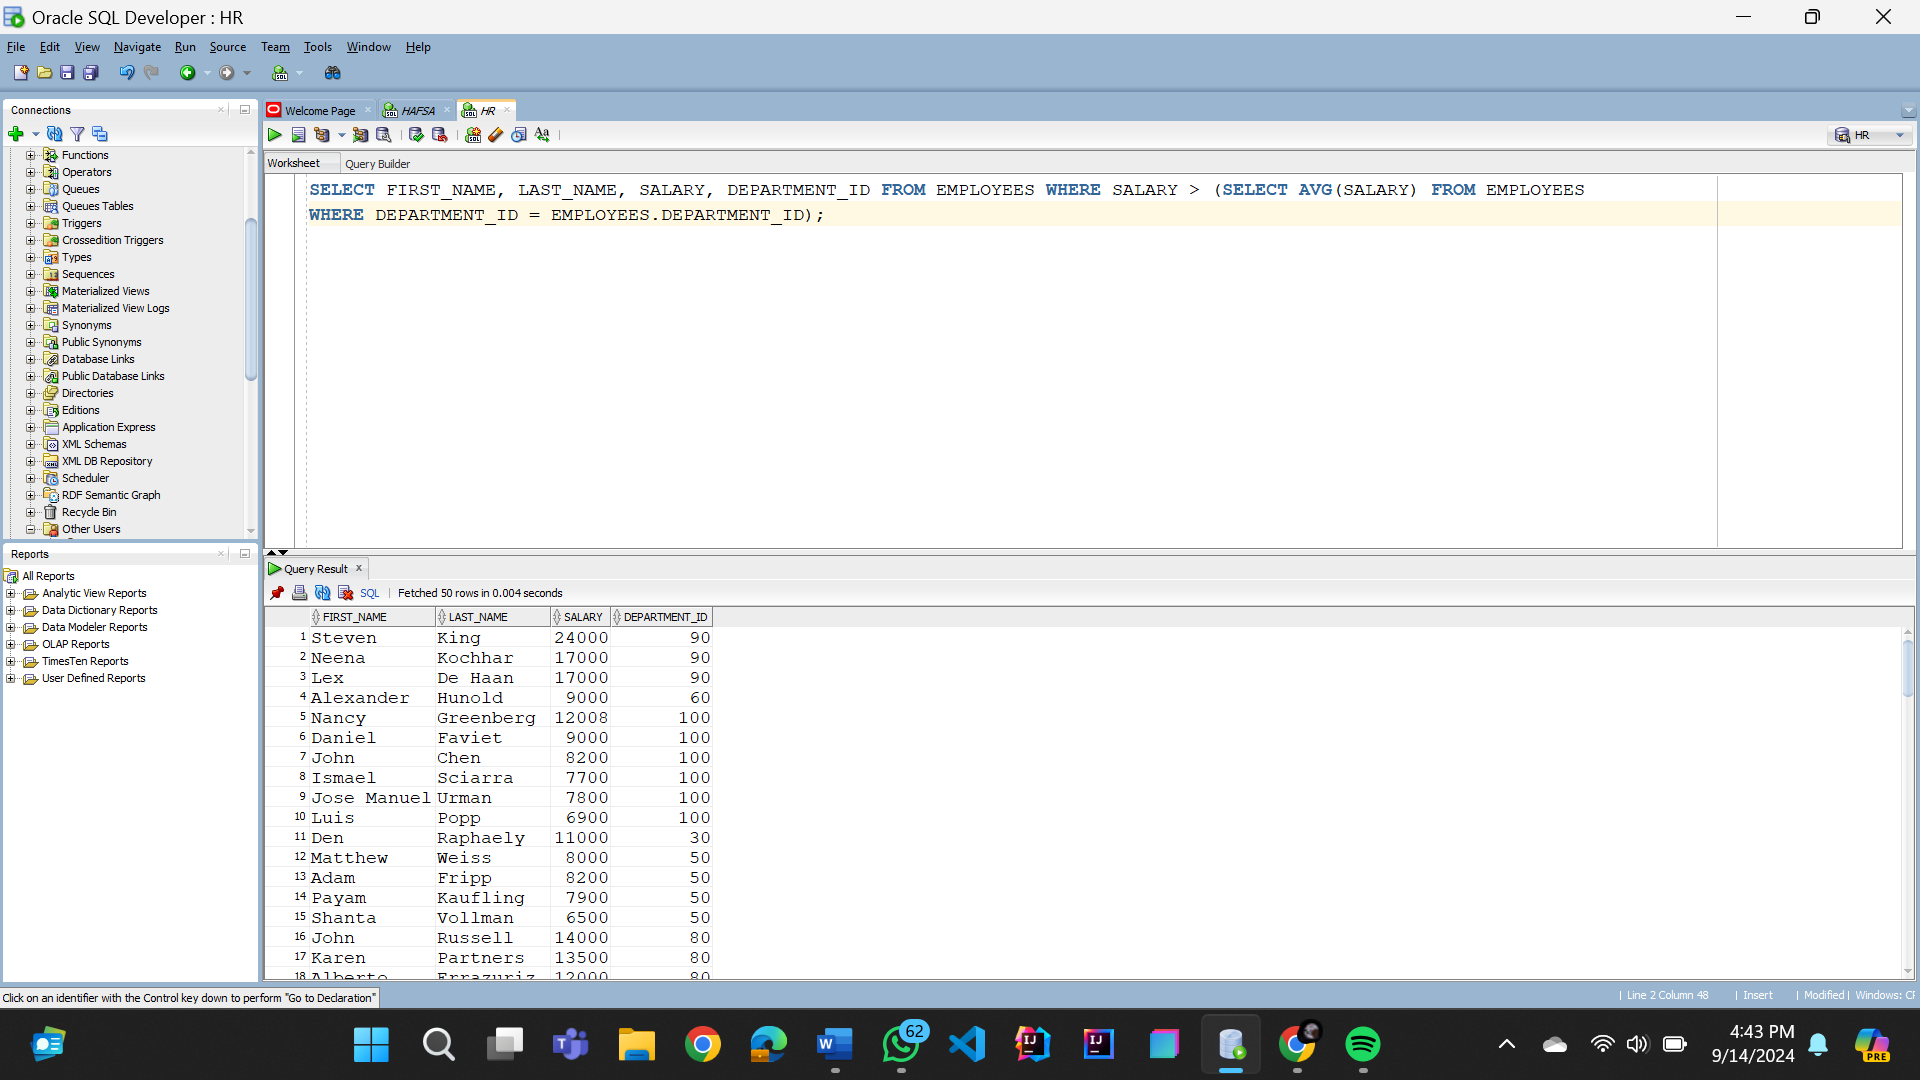 Oracle SQL Developer : HR
File Edit View Navigate Run Source Team Tools Window Help
Connections
Welcome Page
HAFSA
HR
HR
Worksheet
Query Builder
Functions
Operators
Queues
Queues Tables
Triggers
Crossedition Triggers
Types
Sequences
Materialized Views
Materialized View Logs
Synonyms
Public Synonyms
Database Links
Public Database Links
Directories
Editions
Application Express
XML Schemas
XML DB Repository
Scheduler
RDF Semantic Graph
Recycle Bin
Other Users
SELECT FIRST_NAME, LAST_NAME, SALARY, DEPARTMENT_ID FROM EMPLOYEES WHERE SALARY > (SELECT AVG(SALARY) FROM EMPLOYEES
WHERE DEPARTMENT_ID = EMPLOYEES.DEPARTMENT_ID);
Reports
All Reports
Analytic View Reports
Data Dictionary Reports
Data Modeler Reports
OLAP Reports
TimesTen Reports
User Defined Reports
Query Result
SQL | Fetched 50 rows in 0.004 seconds
FIRST_NAME LAST_NAME SALARY DEPARTMENT_ID
1 Steven King 24000 90
2 Neena Kochhar 17000 90
3 Lex De Haan 17000 90
4 Alexander Hunold 9000 60
5 Nancy Greenberg 12008 100
6 Daniel Faviet 9000 100
7 John Chen 8200 100
8 Ismael Sciarra 7700 100
9 Jose Manuel Urman 7800 100
10 Luis Popp 6900 100
11 Den Raphaely 11000 30
12 Matthew Weiss 8000 50
13 Adam Fripp 8200 50
14 Payam Kaufling 7900 50
15 Shanta Vollman 6500 50
16 John Russell 14000 80
17 Karen Partners 13500 80
18 Alberto Errazuriz 12000 80
Click on an identifier with the Control key down to perform "Go to Declaration"
| Line 2 Column 48 | Insert | Modified | Windows: CF
62
4:43 PM
9/14/2024
PRE